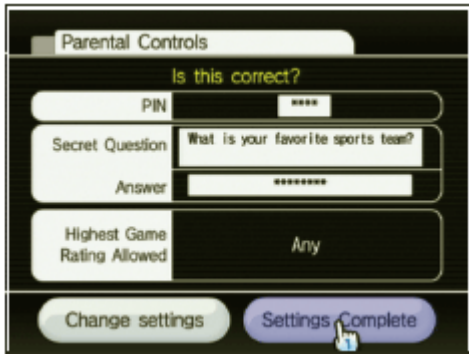 Parental Controls
Is this correct?
PIN ****
Secret Question What is your favorite sports team?
Answer ********
Highest Game
Rating Allowed
Any
Change settings Settings Complete
1